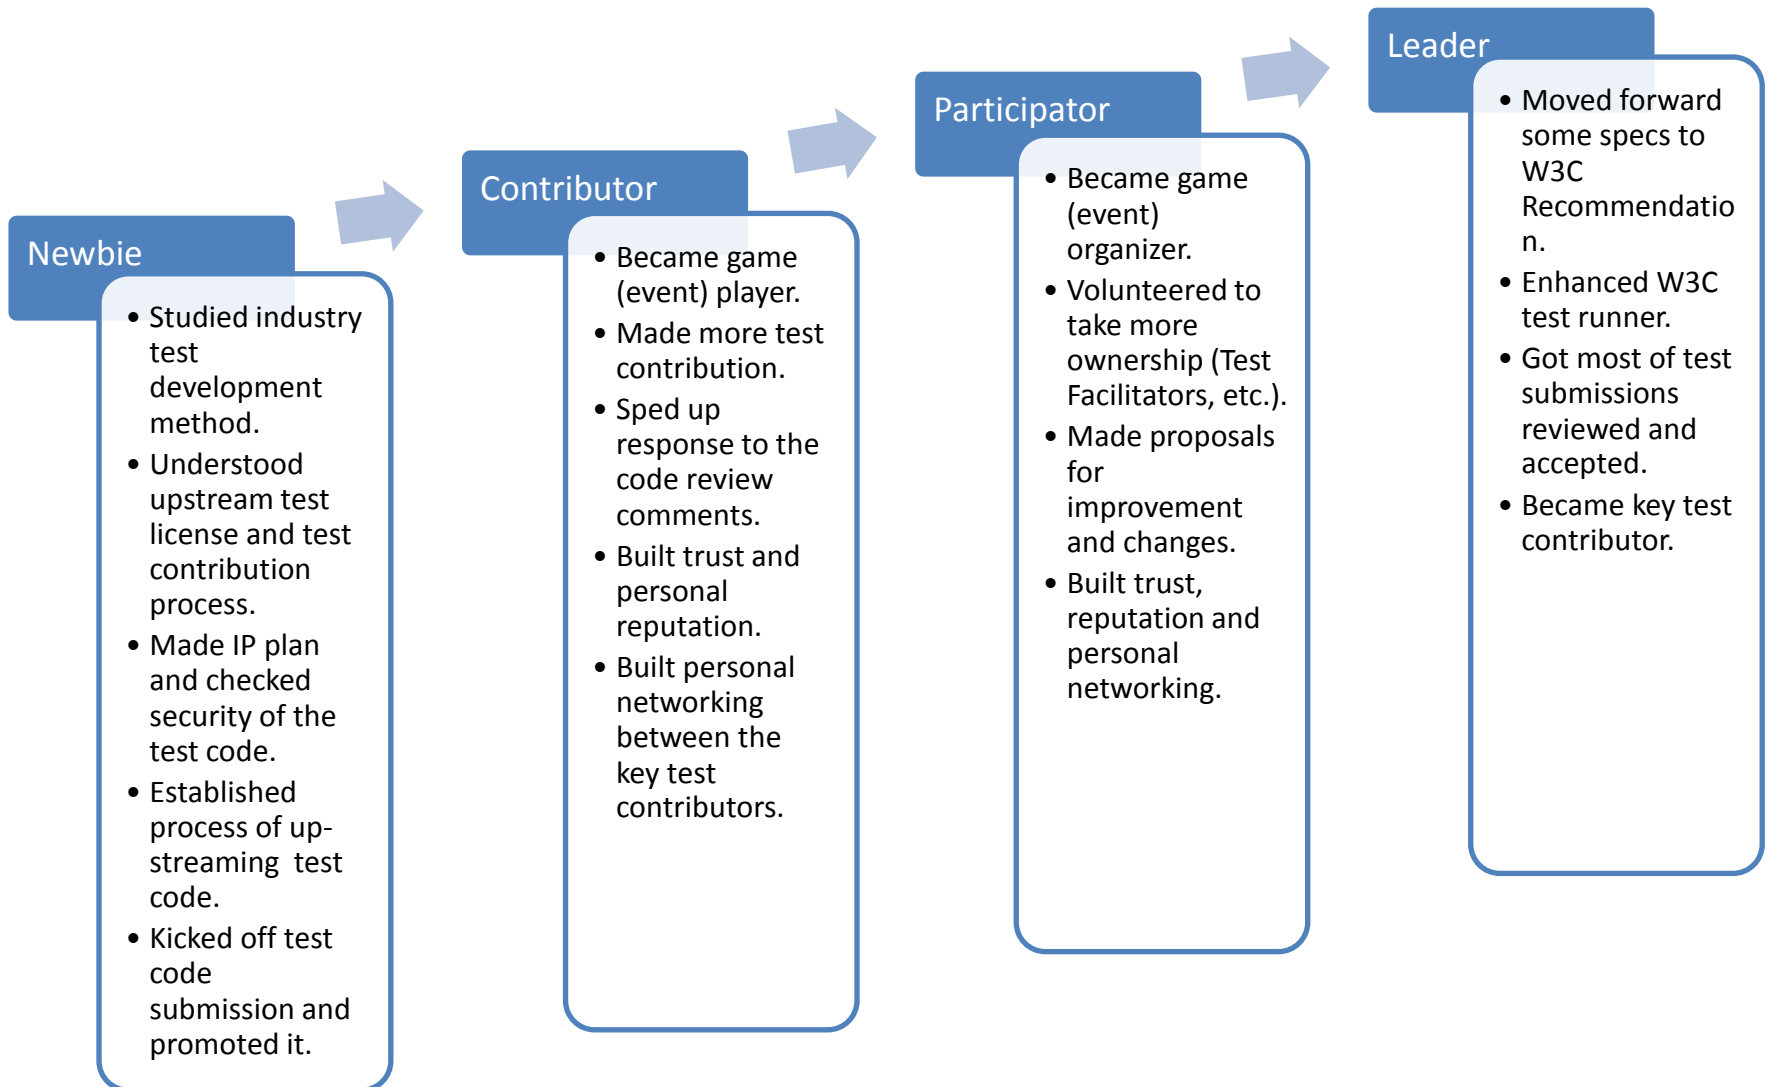 Newbie
• Studied industry
test
development
method.
• Understood
upstream test
license and test
contribution
process.
• Made IP plan
and checked
security of the
test code.
• Established
process of up-
streaming test
code.
• Kicked off test
code
submission and
promoted it.
Contributor
• Became game
(event) player.
• Made more test
contribution.
• Sped up
response to the
code review
comments.
• Built trust and
personal
reputation.
• Built personal
networking
between the
key test
contributors.
Participator
• Became game
(event)
organizer.
• Volunteered to
take more
ownership (Test
Facilitators, etc.).
• Made proposals
for
improvement
and changes.
• Built trust,
reputation and
personal
networking.
Leader
• Moved forward
some specs to
W3C
Recommendatio
n.
• Enhanced W3C
test runner.
• Got most of test
submissions
reviewed and
accepted.
• Became key test
contributor.